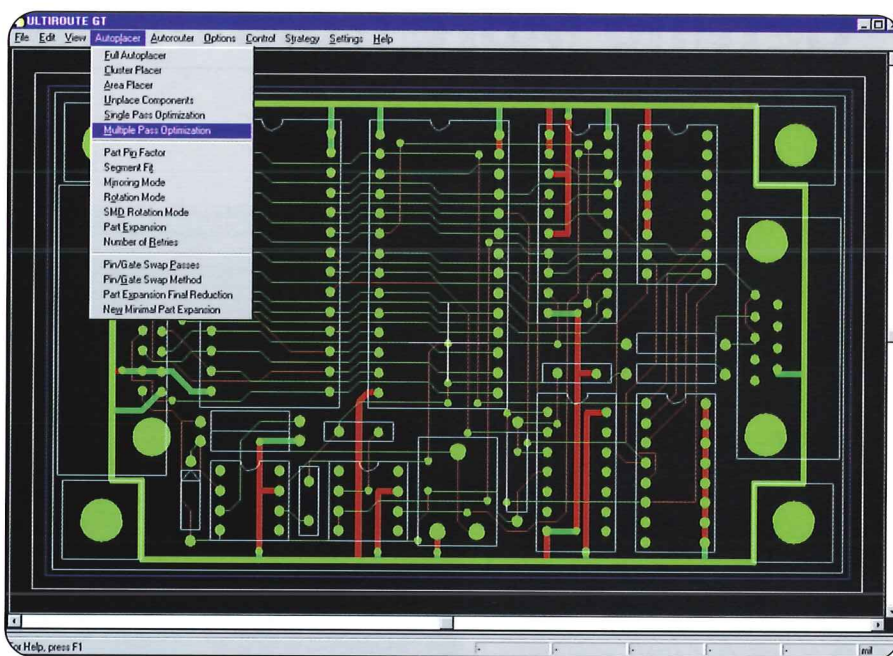 ULTIROUTE GT
File Edit View Autoplacer Autorouter Options Control Strategy Settings Help
Full Autoplacer
Cluster Placer
Area Placer
Unplace Components
Single Pass Optimization
Multiple Pass Optimization
Part Pin Factor
Segment Fit
Mirroring Mode
Rotation Mode
SMD Rotation Mode
Part Expansion
Number of Retries
Pin/Gate Swap Passes
Pin/Gate Swap Method
Part Expansion Final Reduction
New Minimal Part Expansion
or Help, press F1
mil